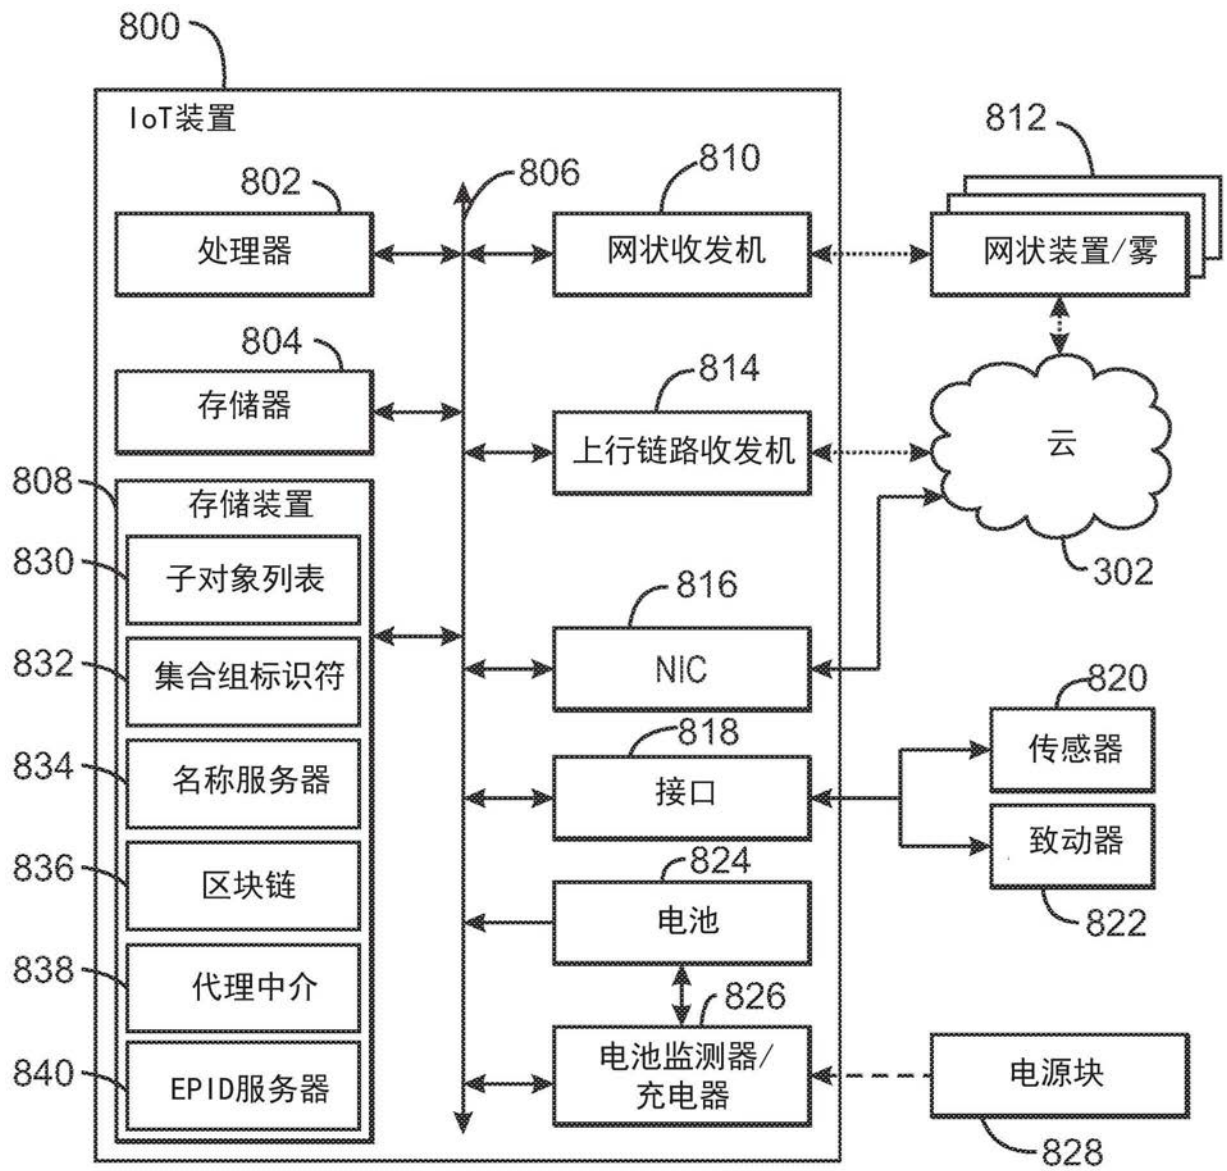 800
IoT装置
812
802
806
810
处理器
网状收发机
网状装置/雾
804
814
存储器
上行链路收发机
云
808
存储装置
830
子对象列表
302
816
832
集合组标识符
NIC
820
818
传感器
834
名称服务器
接口
致动器
824
836
区块链
电池
822
838
代理中介
826
840
EPID服务器
电池监测器/
充电器
电源块
828